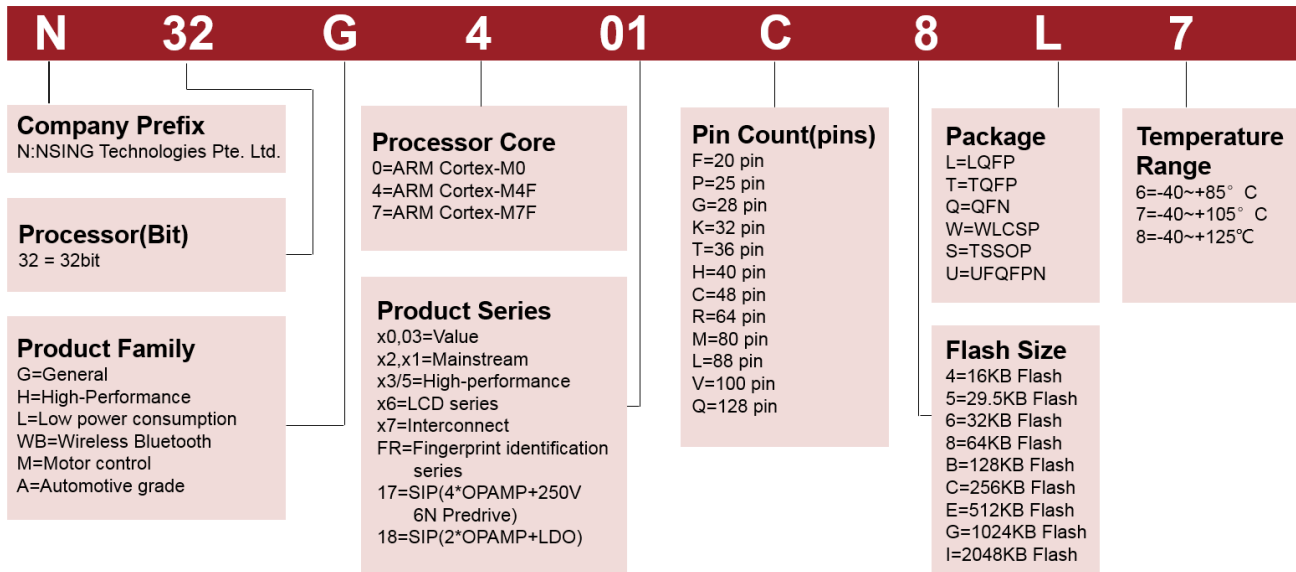 N 32 G 4 01 C 8 L 7
Company Prefix
N:NSING Technologies Pte. Ltd.
Processor(Bit)
32 = 32bit
Product Family
G=General
H=High-Performance
L=Low power consumption
WB=Wireless Bluetooth
M=Motor control
A=Automotive grade
Processor Core
0=ARM Cortex-M0
4=ARM Cortex-M4F
7=ARM Cortex-M7F
Product Series
x0,03=Value
x2,x1=Mainstream
x3/5=High-performance
x6=LCD series
x7=Interconnect
FR=Fingerprint identification
series
17=SIP(4*OPAMP+250V
6N Predrive)
18=SIP(2*OPAMP+LDO)
Pin Count(pins)
F=20 pin
P=25 pin
G=28 pin
K=32 pin
T=36 pin
H=40 pin
C=48 pin
R=64 pin
M=80 pin
L=88 pin
V=100 pin
Q=128 pin
Package
L=LQFP
T=TQFP
Q=QFN
W=WLCSP
S=TSSOP
U=UFQFPN
Flash Size
4=16KB Flash
5=29.5KB Flash
6=32KB Flash
8=64KB Flash
B=128KB Flash
C=256KB Flash
E=512KB Flash
G=1024KB Flash
I=2048KB Flash
Temperature
Range
6=-40~+85° C
7=-40~+105° C
8=-40~+125℃